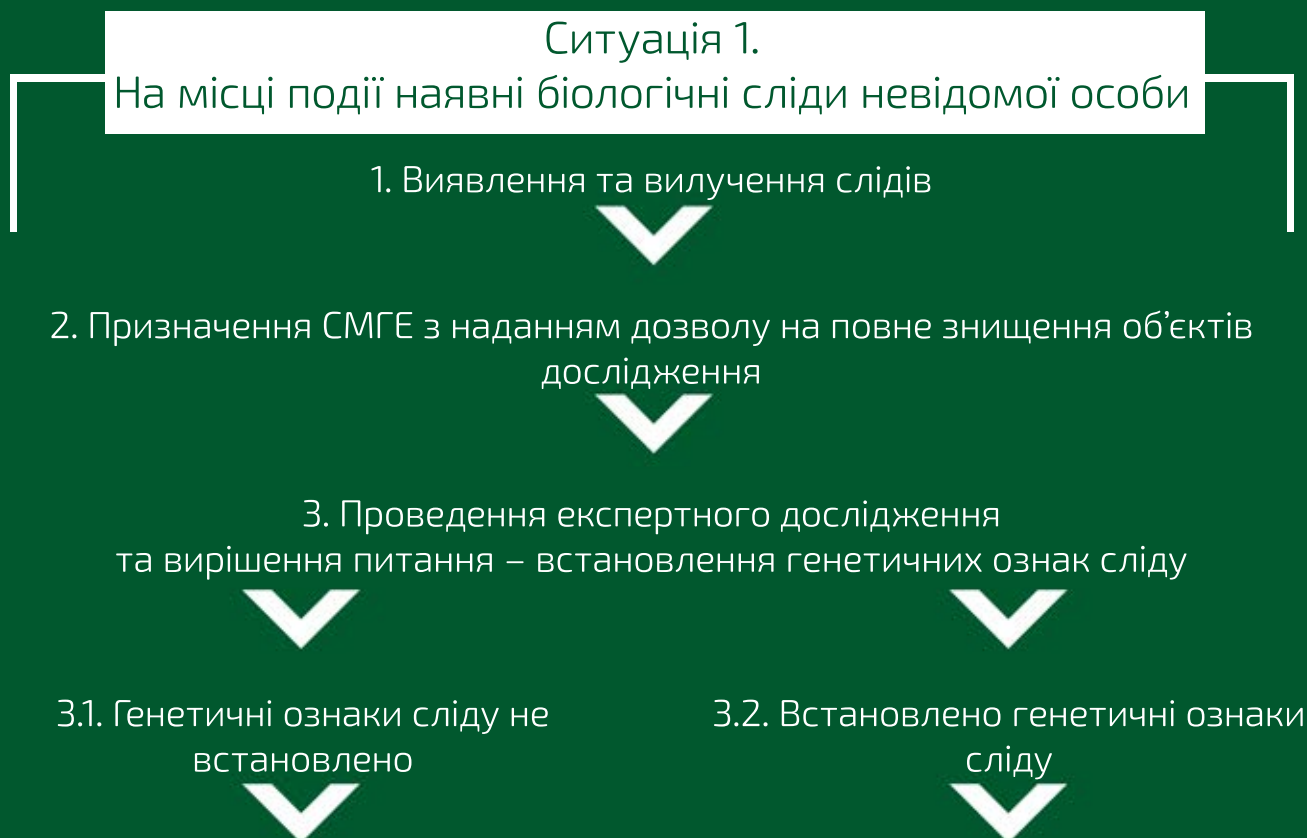 Ситуація 1.
На місці події наявні біологічні сліди невідомої особи
1. Виявлення та вилучення слідів
2. Призначення СМГЕ з наданням дозволу на повне знищення об’єктів
дослідження
3. Проведення експертного дослідження
та вирішення питання – встановлення генетичних ознак сліду
3.1. Генетичні ознаки сліду не
встановлено
3.2. Встановлено генетичні ознаки
сліду